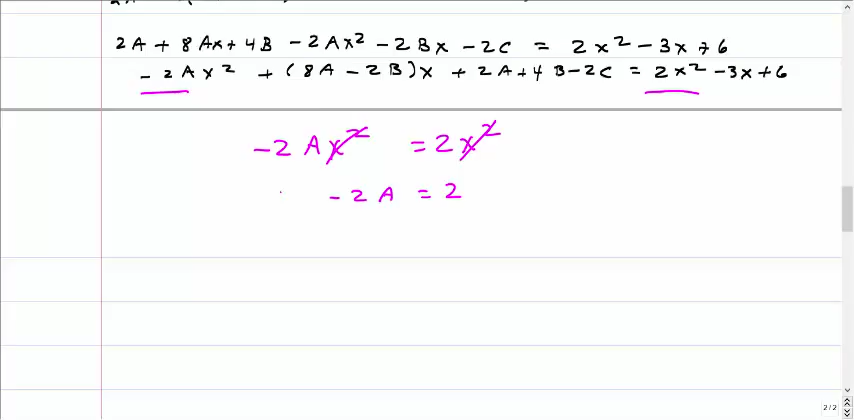 2A + 8Ax + 4B - 2Ax² - 2Bx - 2C = 2x² - 3x + 6
-2Ax² + (8A - 2B)x + 2A + 4B - 2C = 2x² - 3x + 6
-2Ax² = 2x²
-2A = 2
2/2